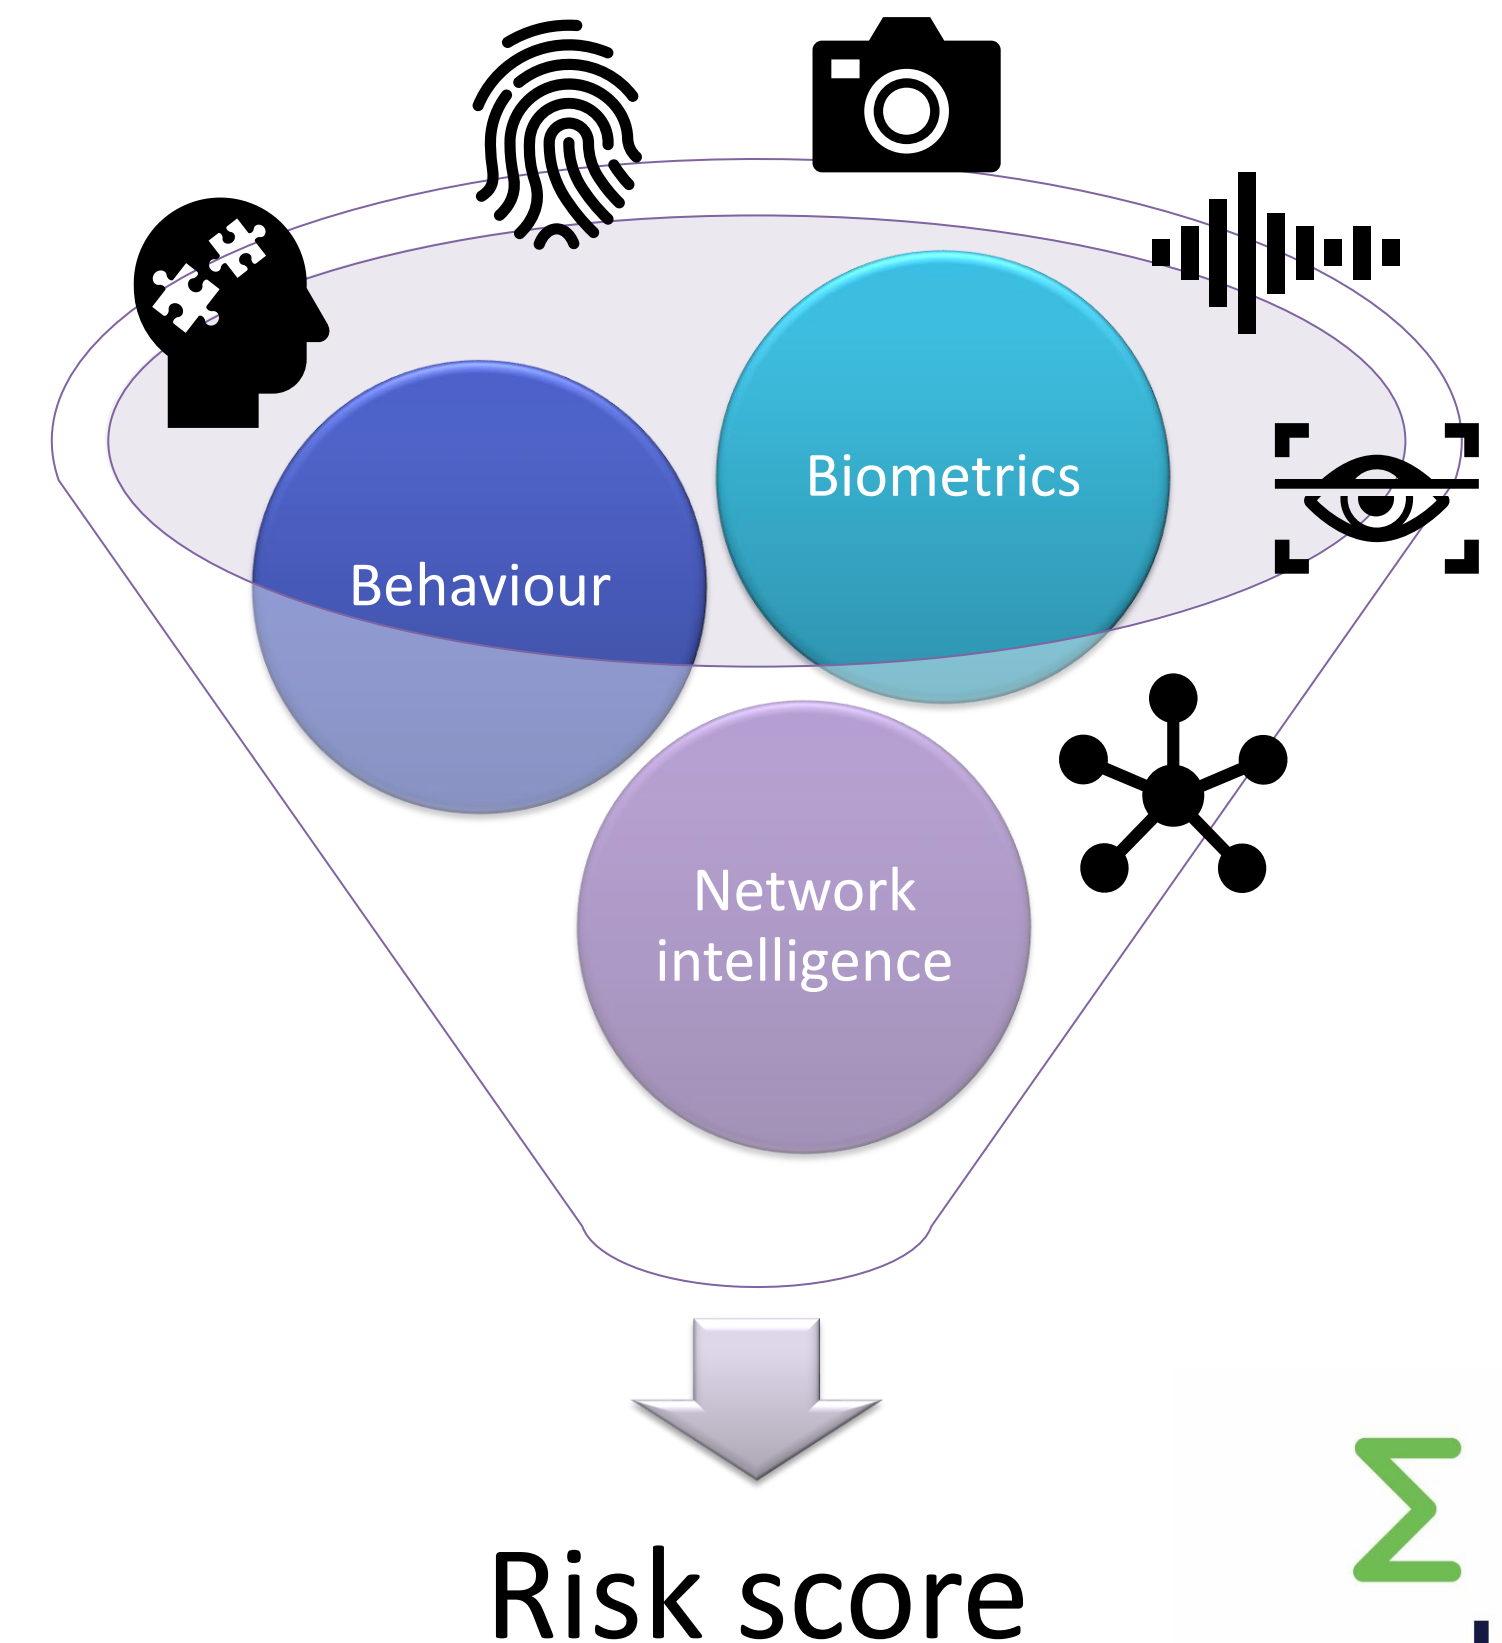 Biometrics
Behaviour
Network
intelligence
Risk score
Σ